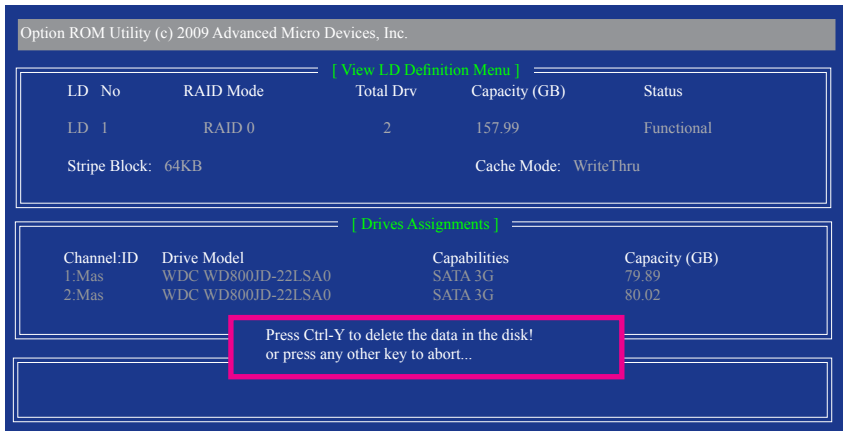 Option ROM Utility (c) 2009 Advanced Micro Devices, Inc.
[ View LD Definition Menu ]
LD No RAID Mode Total Drv Capacity (GB) Status
LD 1 RAID 0 2 157.99 Functional
Stripe Block: 64KB Cache Mode: WriteThru
[ Drives Assignments ]
Channel:ID Drive Model Capabilities Capacity (GB)
1:Mas WDC WD800JD-22LSA0 SATA 3G 79.89
2:Mas WDC WD800JD-22LSA0 SATA 3G 80.02
Press Ctrl-Y to delete the data in the disk!
or press any other key to abort...